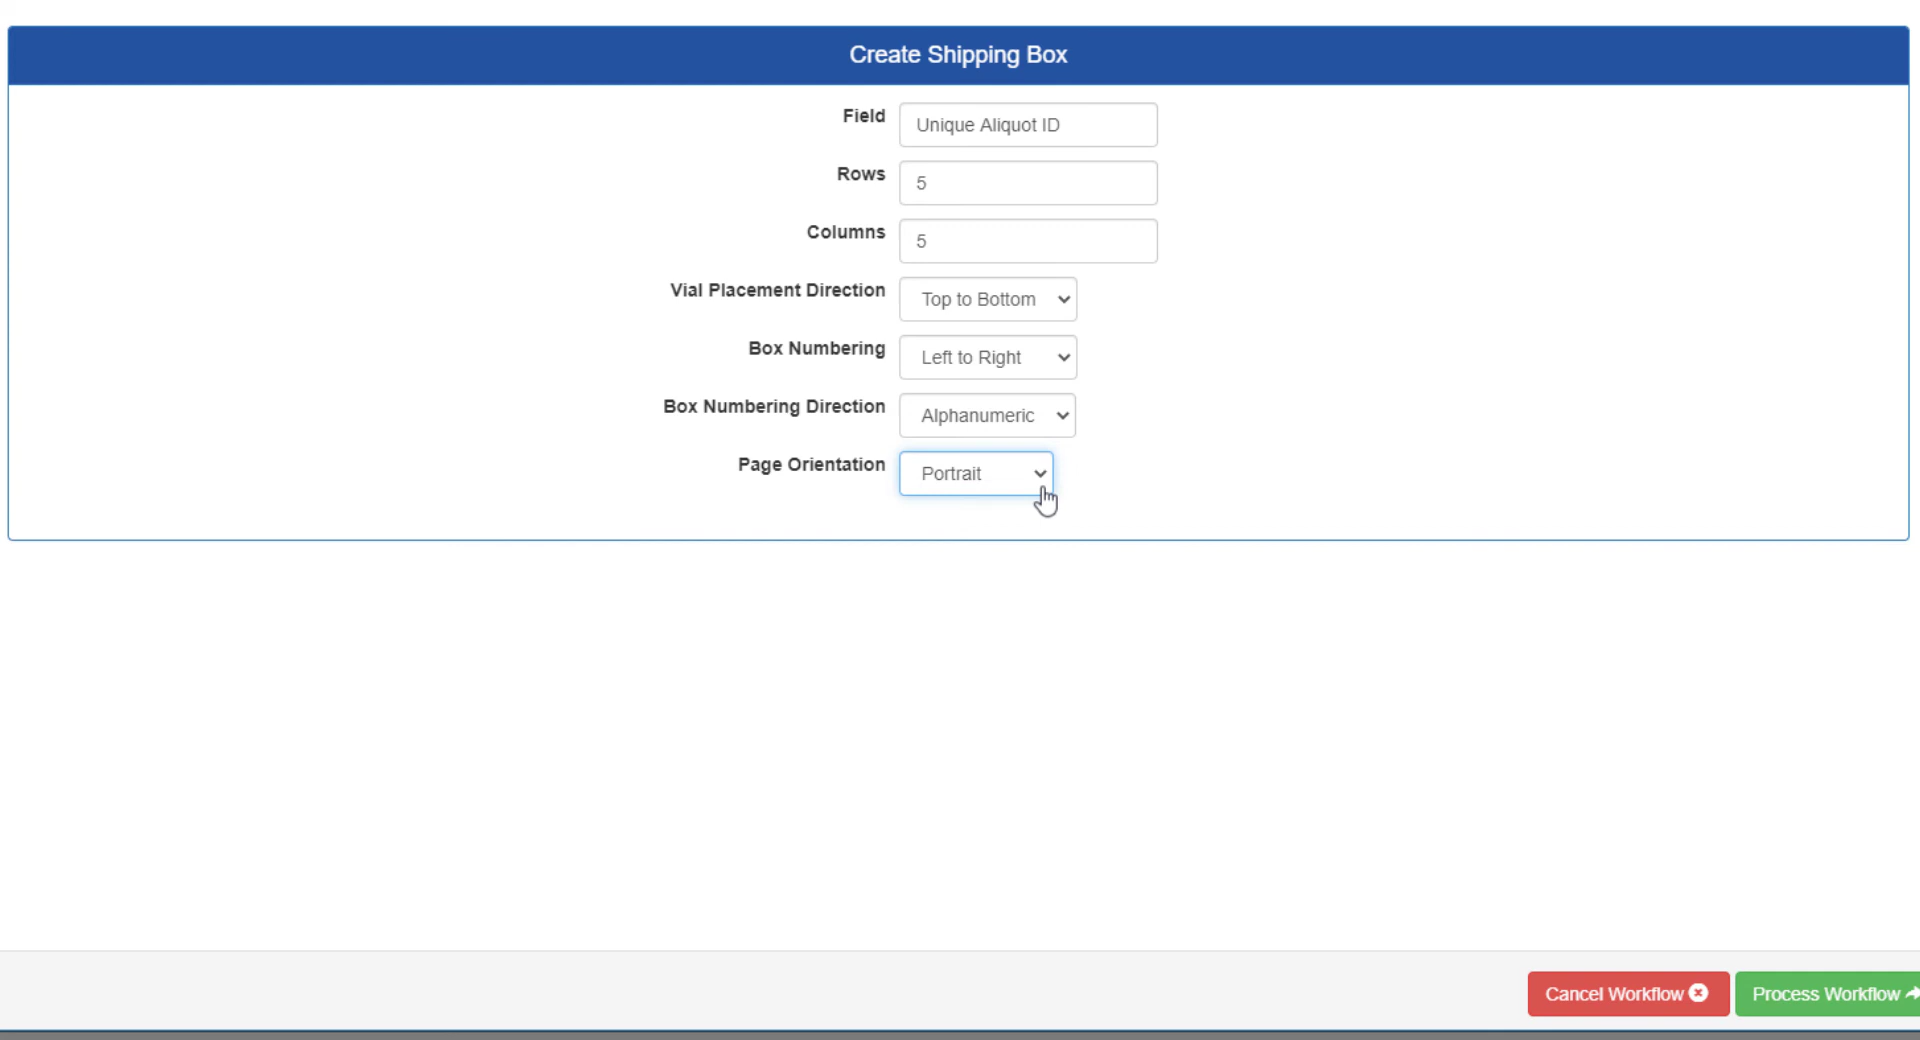 Create Shipping Box
Field Unique Aliquot ID
Rows 5
Columns 5
Vial Placement Direction Top to Bottom
Box Numbering Left to Right
Box Numbering Direction Alphanumeric
Page Orientation Portrait
Cancel Workflow Process Workflow